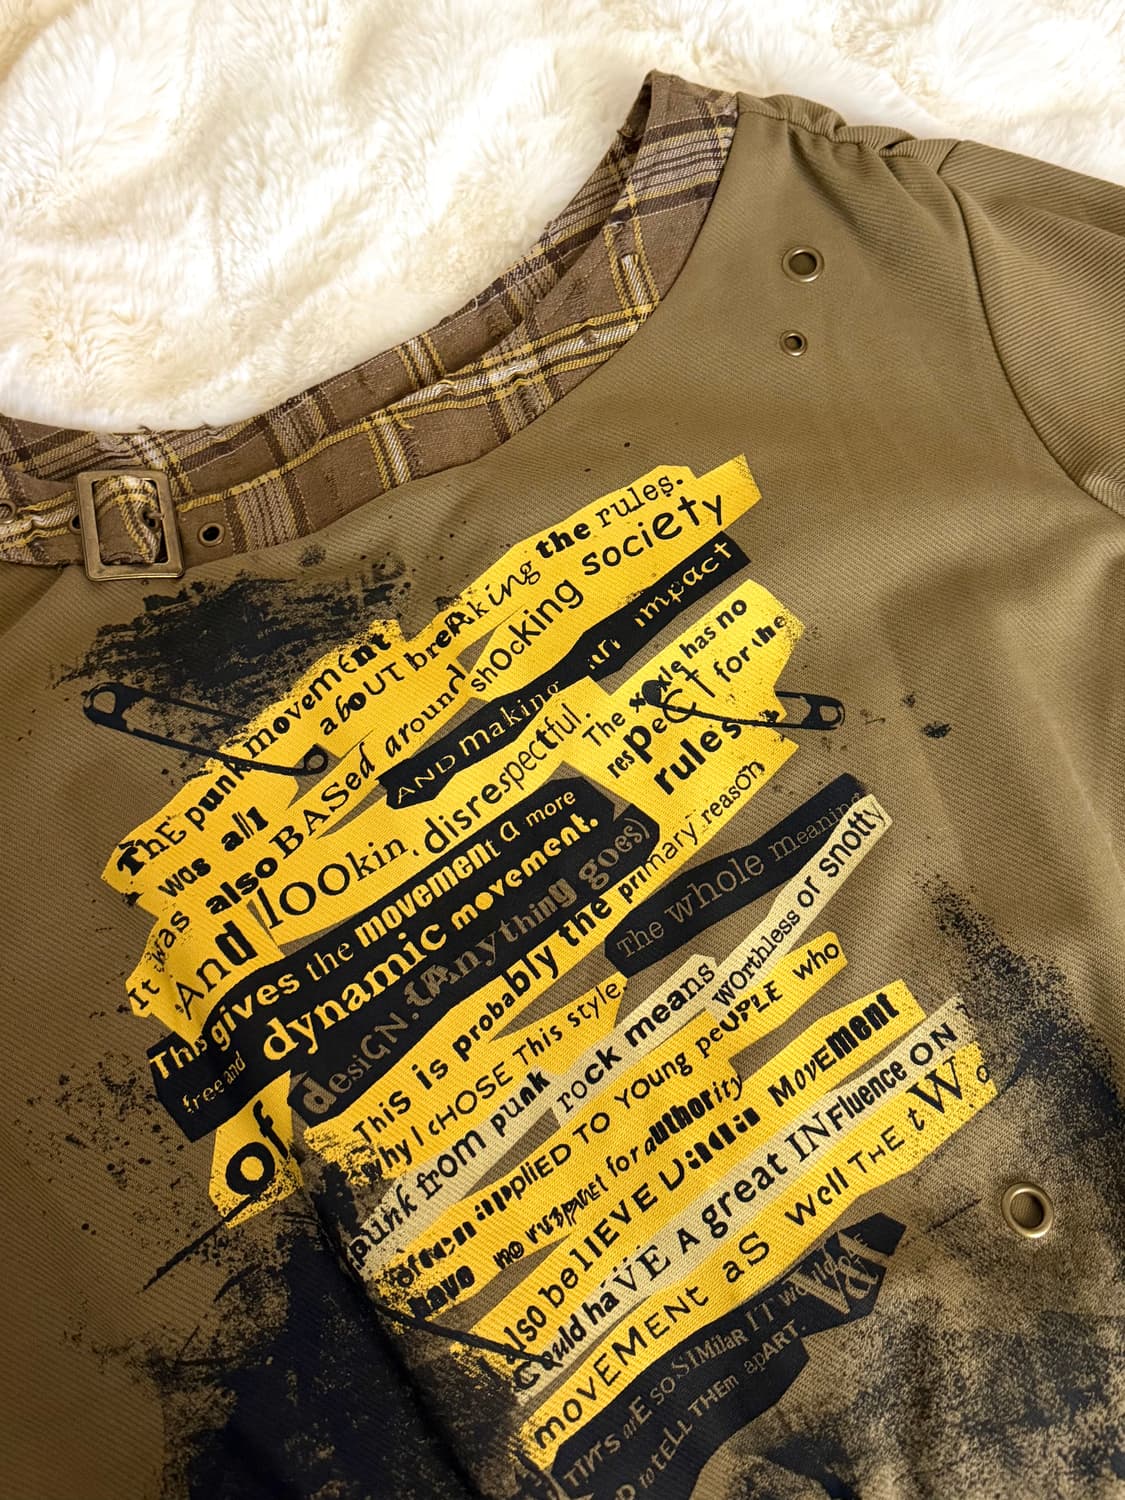 ThE punk movemEnt aboUT breAking the rules.
was all
It was also BASed around shOcking society
And lOOkin, disrespectful. AND making an impact
The style has no
This gives the movement a more
resPeCT for the
free and dynamic movement.
rules
Of desiGN. (Anything goes)
This is probably the primary reason
why I cHOSE This style The whole meaning
punk from punk rock means worthless or snotty
often applied TO Young peUPLE who
have no respect for authority
also belIEVE Dadaism MovEment
Could haVE A great INFluence ON
movEMENt aS well THE tWo
so SIMilaR IT Would
to tELL THEm apART.